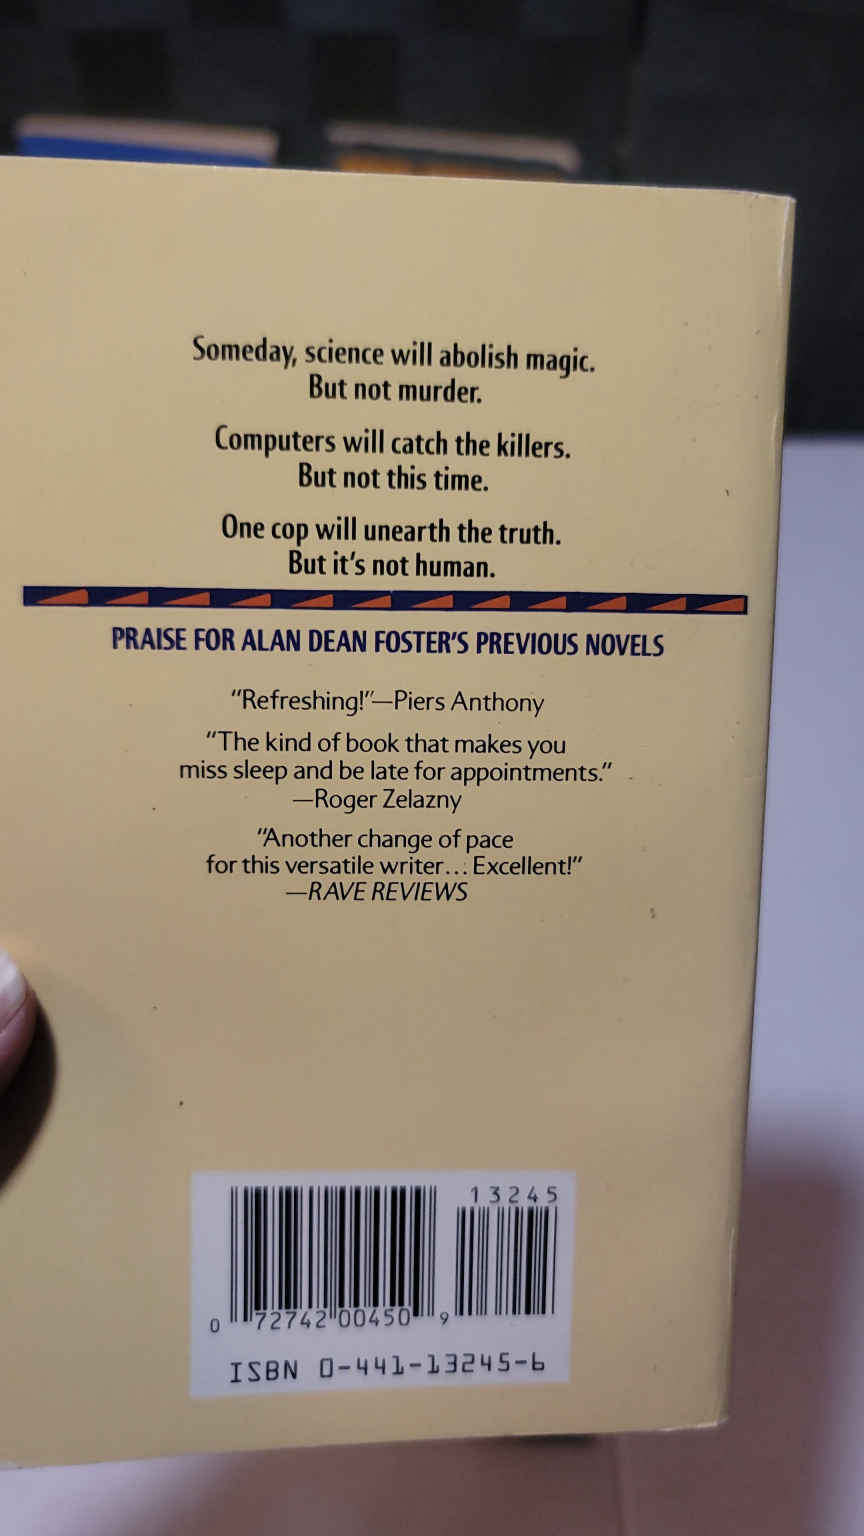 Someday, science will abolish magic.
But not murder.
Computers will catch the killers.
But not this time.
One cop will unearth the truth.
But it's not human.
PRAISE FOR ALAN DEAN FOSTER'S PREVIOUS NOVELS
"Refreshing!"—Piers Anthony
"The kind of book that makes you
miss sleep and be late for appointments."
—Roger Zelazny
"Another change of pace
for this versatile writer... Excellent!"
—RAVE REVIEWS
13245
0 72742 00450 9
ISBN 0-441-13245-6